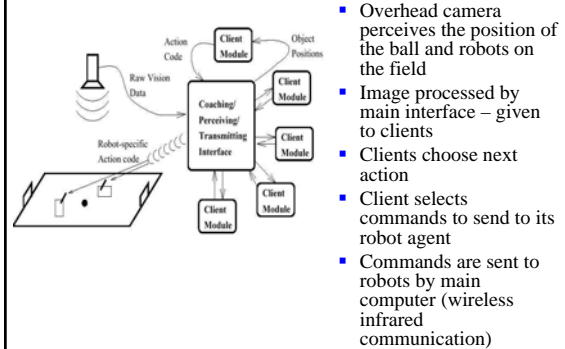 Action
Code
Client
Module
Object
Positions
Raw Vision
Data
Client
Module
Coaching/
Perceiving/
Transmitting
Interface
Client
Module
Robot-specific
Action code
Client
Module
Client
Module
▪ Overhead camera
perceives the position of
the ball and robots on
the field
▪ Image processed by
main interface – given
to clients
▪ Clients choose next
action
▪ Client selects
commands to send to its
robot agent
▪ Commands are sent to
robots by main
computer (wireless
infrared
communication)